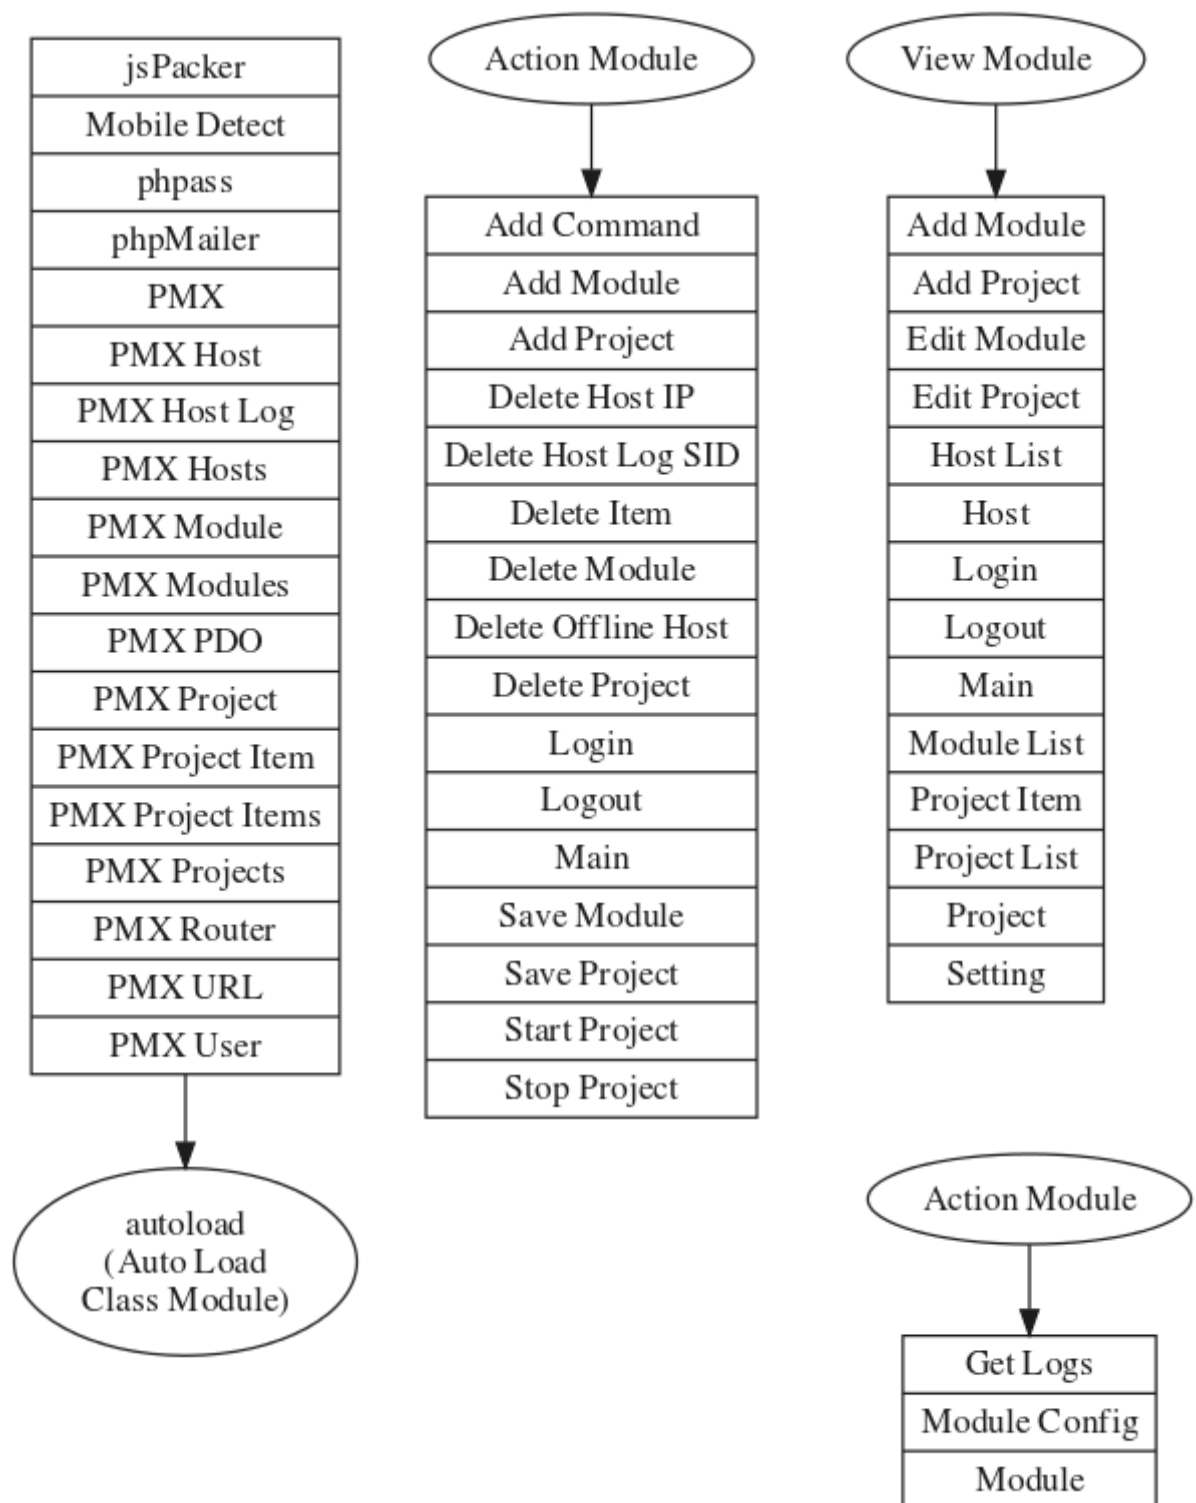 jsPacker
Mobile Detect
phpass
phpMailer
PMX
PMX Host
PMX Host Log
PMX Hosts
PMX Module
PMX Modules
PMX PDO
PMX Project
PMX Project Item
PMX Project Items
PMX Projects
PMX Router
PMX URL
PMX User
autoload
(Auto Load
Class Module)
Action Module
Add Command
Add Module
Add Project
Delete Host IP
Delete Host Log SID
Delete Item
Delete Module
Delete Offline Host
Delete Project
Login
Logout
Main
Save Module
Save Project
Start Project
Stop Project
View Module
Add Module
Add Project
Edit Module
Edit Project
Host List
Host
Login
Logout
Main
Module List
Project Item
Project List
Project
Setting
Action Module
Get Logs
Module Config
Module